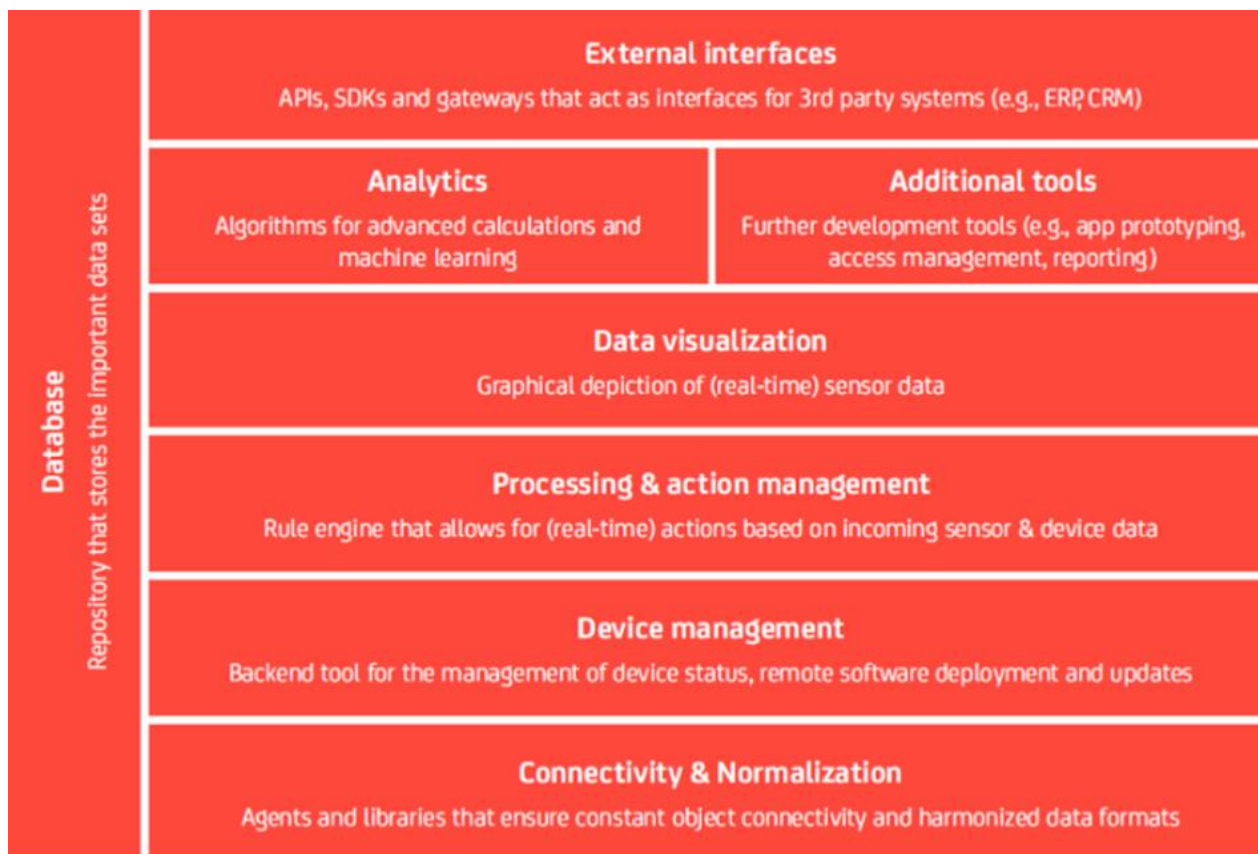 Database
Repository that stores the important data sets
External interfaces
APIs, SDKs and gateways that act as interfaces for 3rd party systems (e.g., ERP, CRM)
Analytics
Algorithms for advanced calculations and
machine learning
Additional tools
Further development tools (e.g., app prototyping,
access management, reporting)
Data visualization
Graphical depiction of (real-time) sensor data
Processing & action management
Rule engine that allows for (real-time) actions based on incoming sensor & device data
Device management
Backend tool for the management of device status, remote software deployment and updates
Connectivity & Normalization
Agents and libraries that ensure constant object connectivity and harmonized data formats